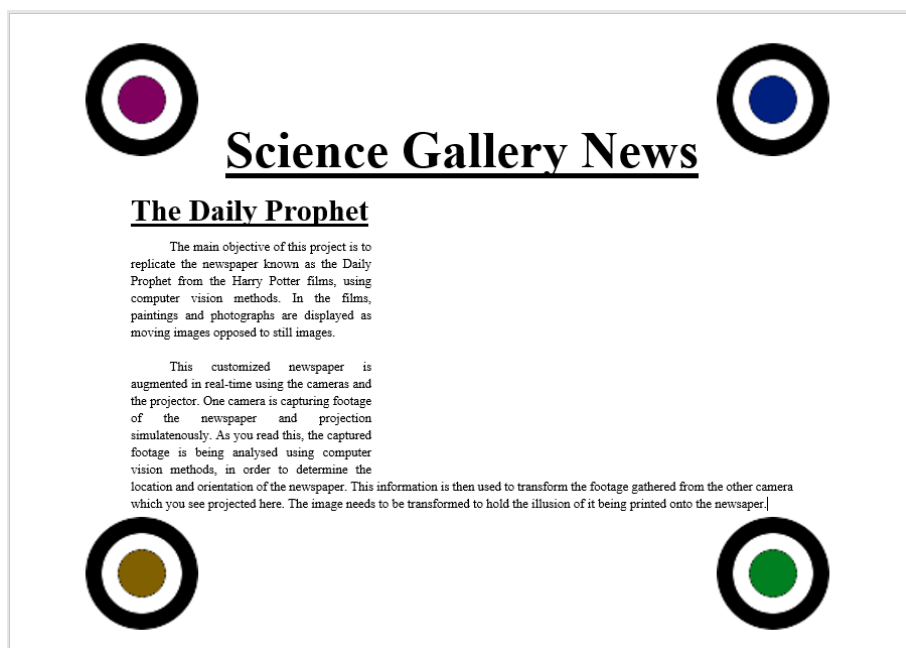 Science Gallery News
The Daily Prophet
The main objective of this project is to
replicate the newspaper known as the Daily
Prophet from the Harry Potter films, using
computer vision methods. In the films,
paintings and photographs are displayed as
moving images opposed to still images.
This customized newspaper is
augmented in real-time using the cameras and
the projector. One camera is capturing footage
of the newspaper and projection
simulatenously. As you read this, the captured
footage is being analysed using computer
vision methods, in order to determine the
location and orientation of the newspaper. This information is then used to transform the footage gathered from the other camera
which you see projected here. The image needs to be transformed to hold the illusion of it being printed onto the newsaper.